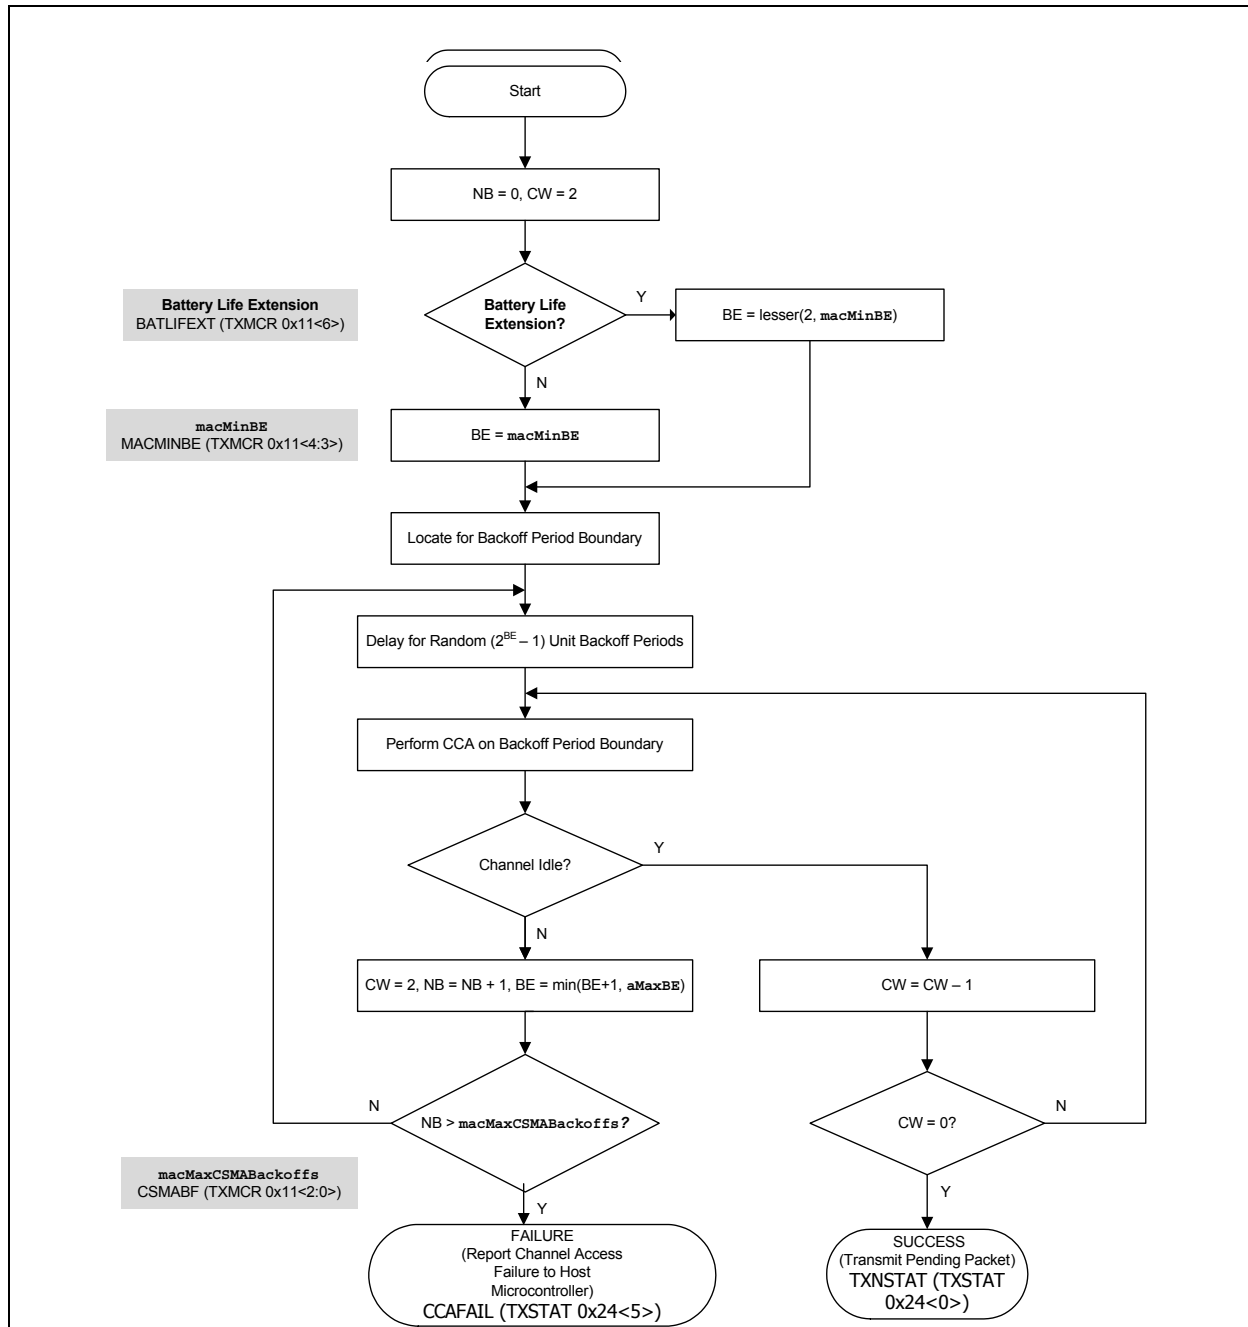 Start
NB = 0, CW = 2
Battery Life Extension
BATLIFEXT (TXMCR 0x11<6>)
Battery Life
Extension?
Y
BE = lesser(2, macMinBE)
N
macMinBE
MACMINBE (TXMCR 0x11<4:3>)
BE = macMinBE
Locate for Backoff Period Boundary
Delay for Random (2^BE – 1) Unit Backoff Periods
Perform CCA on Backoff Period Boundary
Channel Idle?
Y
N
CW = 2, NB = NB + 1, BE = min(BE+1, aMaxBE)
CW = CW – 1
N
NB > macMaxCSMABackoffs?
CW = 0?
N
macMaxCSMABackoffs
CSMABF (TXMCR 0x11<2:0>)
Y
Y
FAILURE
(Report Channel Access
Failure to Host
Microcontroller)
CCAFAIL (TXSTAT 0x24<5>)
SUCCESS
(Transmit Pending Packet)
TXNSTAT (TXSTAT
0x24<0>)